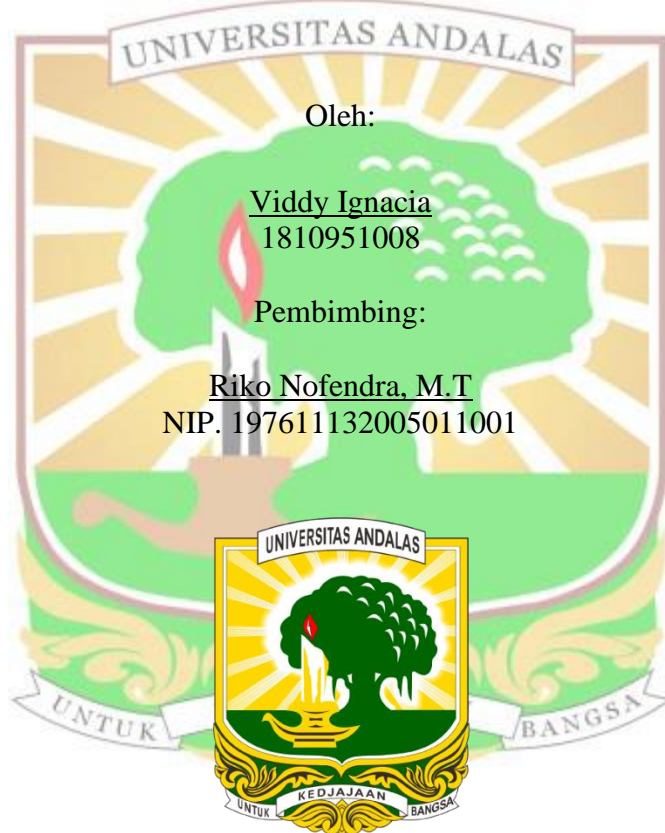 UNIVERSITAS ANDALAS
Oleh:
Viddy Ignacia
1810951008
Pembimbing:
Riko Nofendra, M.T
NIP. 197611132005011001
UNIVERSITAS ANDALAS
UNTUK
BANGSA
UNTUK KEDJAJAAN BANGSA